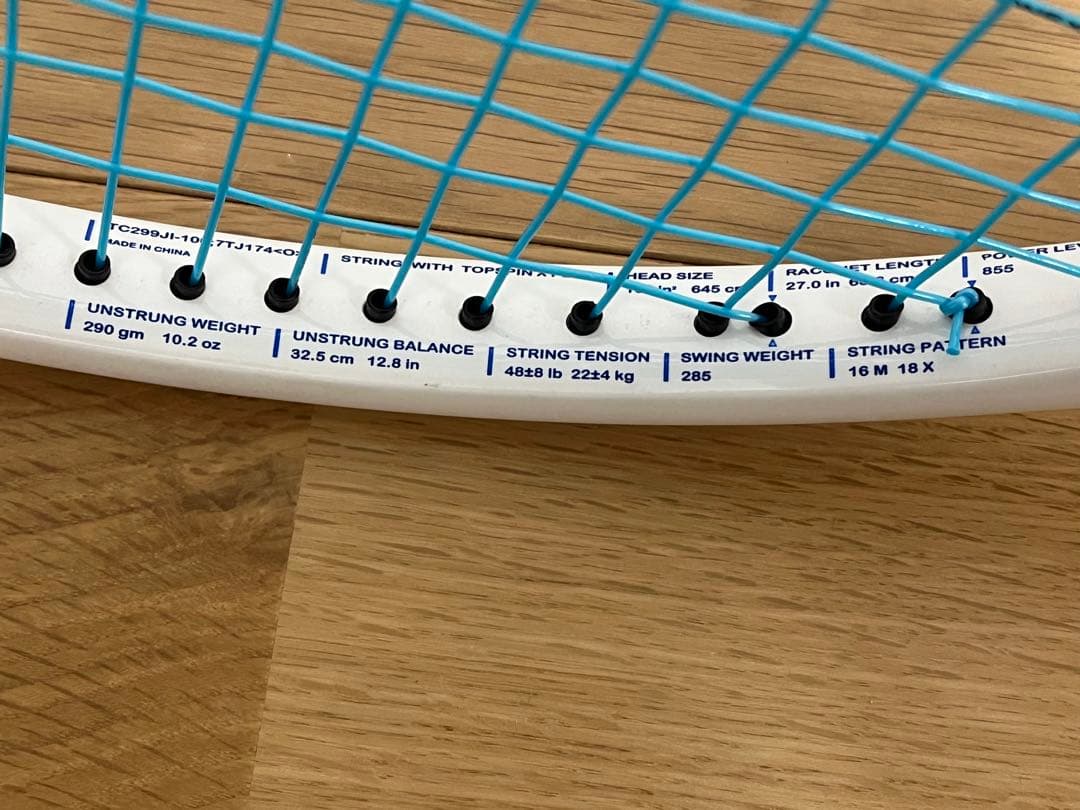 MADE IN CHINA
STRING WITH TOPSPIN
HEAD SIZE
645
RACQUET LENGTH
27.0 in
cm
855
UNSTRUNG WEIGHT
290 gm 10.2 oz
UNSTRUNG BALANCE
32.5 cm 12.8 in
STRING TENSION
48±8 lb 22±4 kg
SWING WEIGHT
285
STRING PATTERN
16 M 18 X